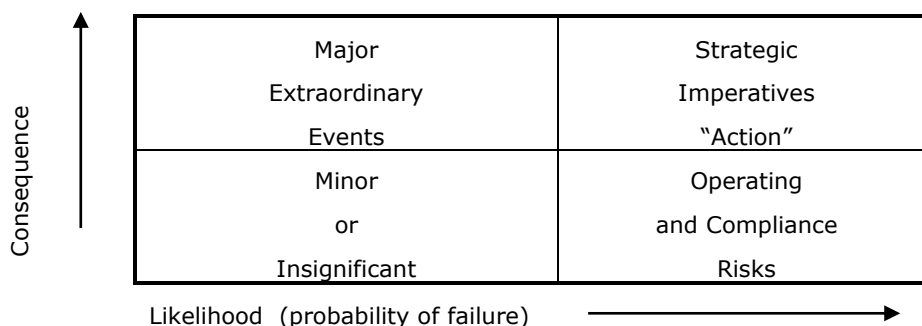 Consequence
Major
Extraordinary
Events
Strategic
Imperatives
“Action”
Minor
or
Insignificant
Operating
and Compliance
Risks
Likelihood (probability of failure)